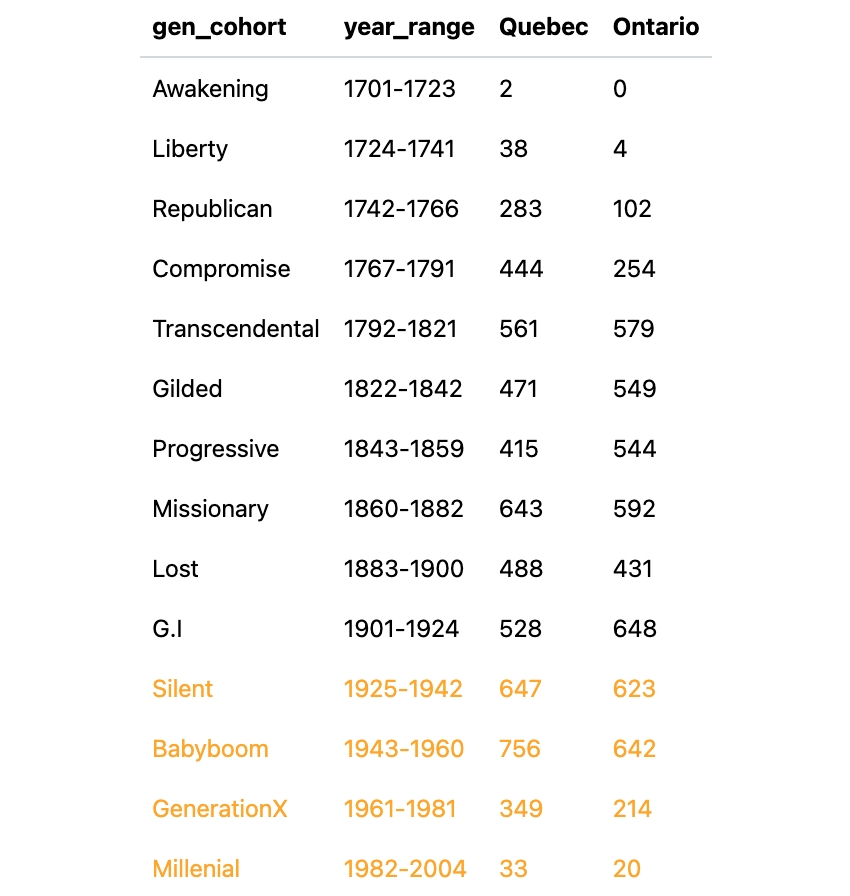 gen_cohort year_range Quebec Ontario
Awakening 1701-1723 2 0
Liberty 1724-1741 38 4
Republican 1742-1766 283 102
Compromise 1767-1791 444 254
Transcendental 1792-1821 561 579
Gilded 1822-1842 471 549
Progressive 1843-1859 415 544
Missionary 1860-1882 643 592
Lost 1883-1900 488 431
G.I 1901-1924 528 648
Silent 1925-1942 647 623
Babyboom 1943-1960 756 642
GenerationX 1961-1981 349 214
Millenial 1982-2004 33 20